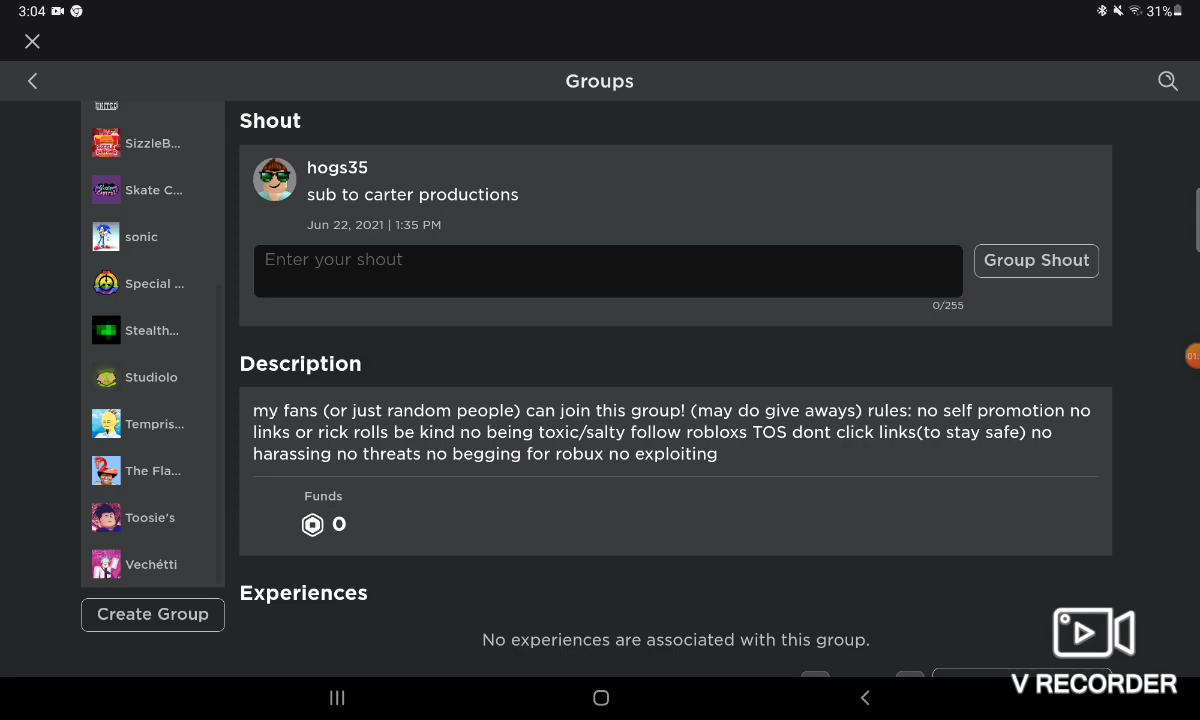 3:04
31%
Groups
SizzleB...
Skate C...
sonic
Special ...
Stealth...
Studiolo
Tempris...
The Fla...
Toosie's
Vechétti
Create Group
Shout
hogs35
sub to carter productions
Jun 22, 2021 | 1:35 PM
Enter your shout
Group Shout
0/255
Description
my fans (or just random people) can join this group! (may do give aways) rules: no self promotion no
links or rick rolls be kind no being toxic/salty follow robloxs TOS dont click links(to stay safe) no
harassing no threats no begging for robux no exploiting
Funds
0
Experiences
No experiences are associated with this group.
01:
V RECORDER